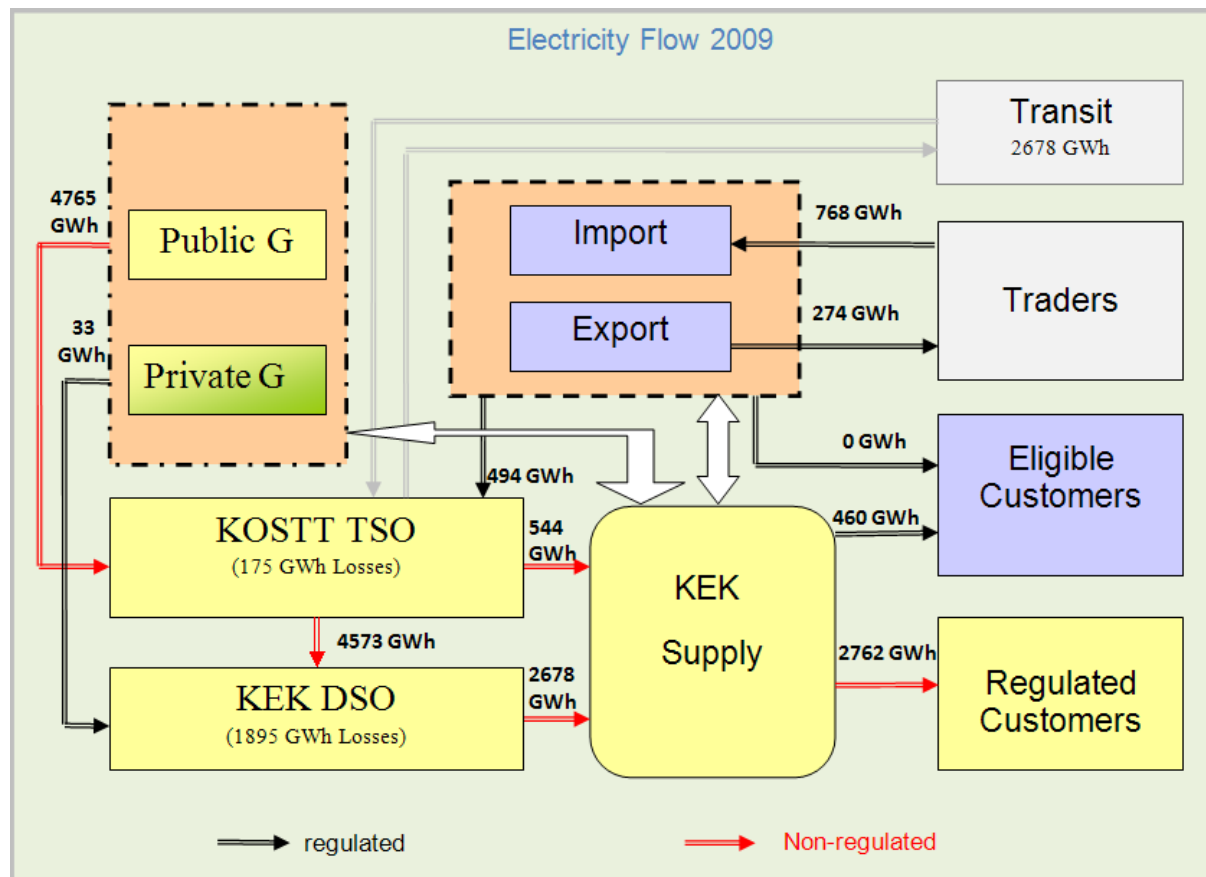 Electricity Flow 2009
Transit
2678 GWh
4765
GWh
Public G
Import
768 GWh
Traders
Export
274 GWh
33
GWh
Private G
0 GWh
Eligible
Customers
494 GWh
460 GWh
KOSTT TSO
(175 GWh Losses)
544
GWh
KEK
Supply
4573 GWh
2762 GWh
Regulated
Customers
KEK DSO
(1895 GWh Losses)
2678
GWh
regulated
Non-regulated